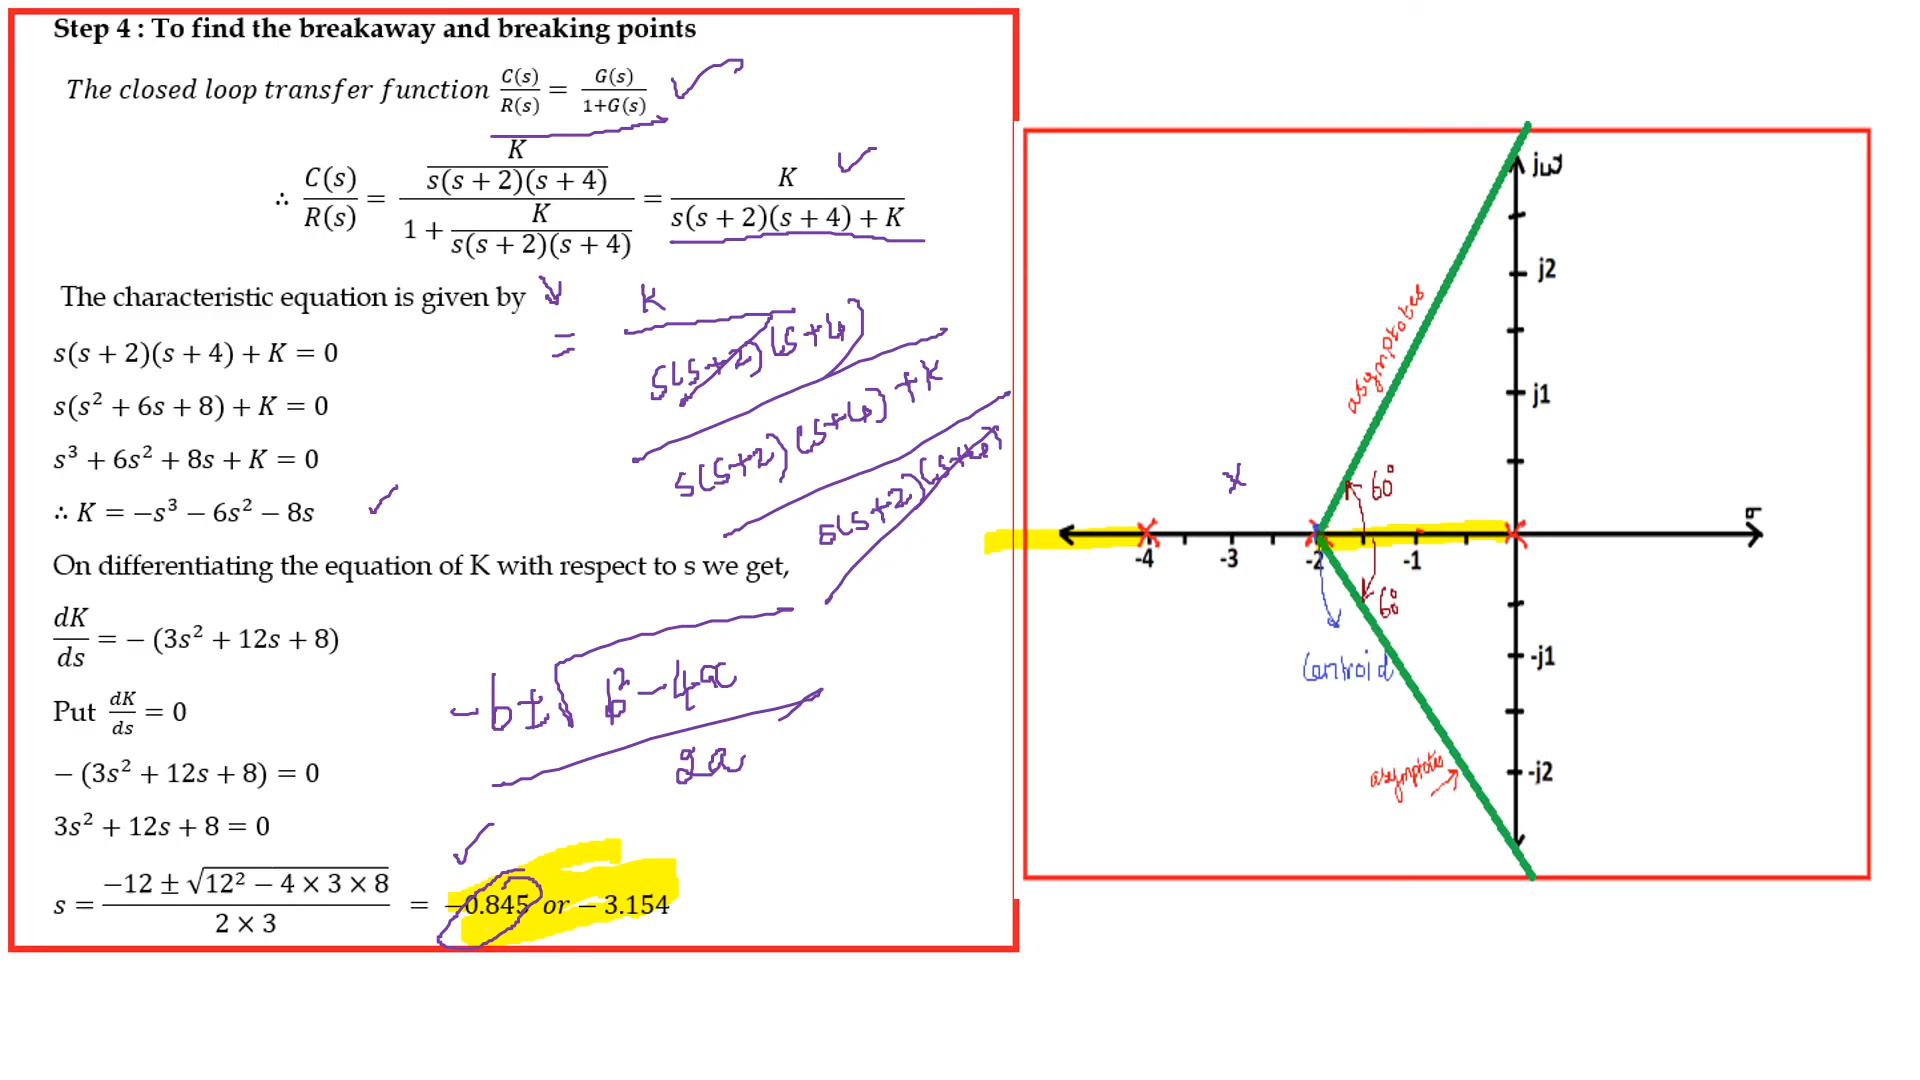 Step 4 : To find the breakaway and breaking points
The closed loop transfer function C(s)/R(s) = G(s)/1+G(s)
∴ C(s)/R(s) = K/s(s + 2)(s + 4) / 1 + K/s(s + 2)(s + 4) = K/s(s + 2)(s + 4) + K
The characteristic equation is given by
s(s + 2)(s + 4) + K = 0
s(s² + 6s + 8) + K = 0
s³ + 6s² + 8s + K = 0
∴ K = −s³ − 6s² − 8s
On differentiating the equation of K with respect to s we get,
dK/ds = − (3s² + 12s + 8)
Put dK/ds = 0
− (3s² + 12s + 8) = 0
3s² + 12s + 8 = 0
s = −12 ± √12² − 4 × 3 × 8 / 2 × 3 = −0.845 or − 3.154
= K
s(s+2)(s+4)
s(s+2)(s+4) + K
s(s+2)(s+4)
-b±√b²-4ac
2a
jω
j2
j1
asymptotes
60°
x
σ
-4 -3 -2 -1
60°
-j1
Centroid
asymptotes
-j2